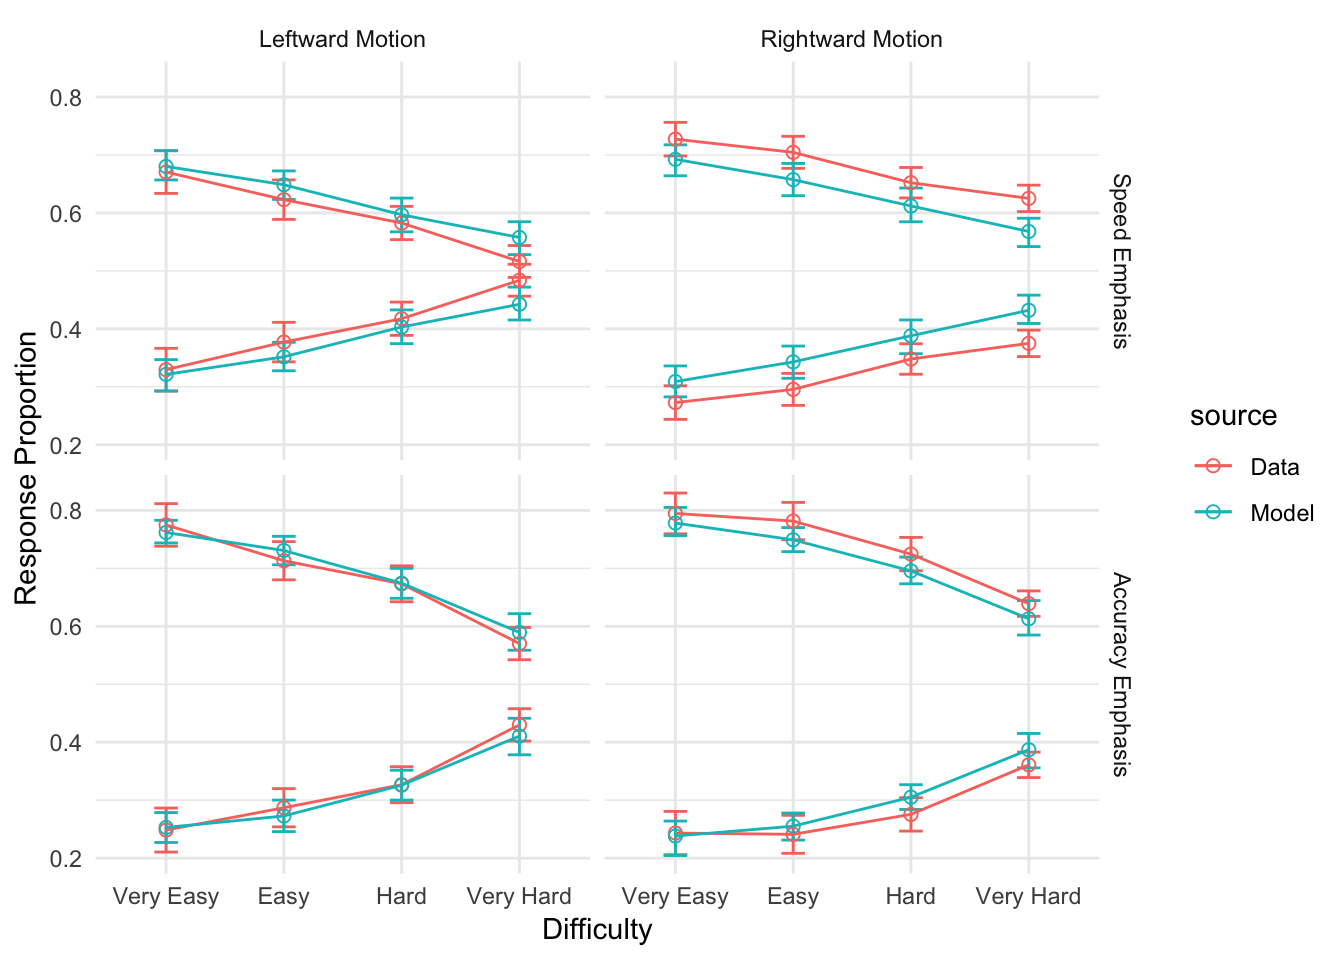 Leftward Motion
Rightward Motion
0.8
0.6
0.4
0.2
Speed Emphasis
0.8
0.6
0.4
0.2
Accuracy Emphasis
Response Proportion
Very Easy Easy Hard Very Hard
Very Easy Easy Hard Very Hard
Difficulty
source
Data
Model